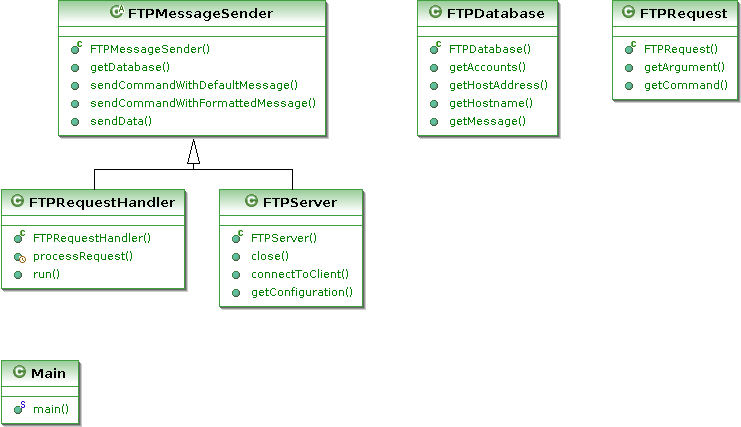 FTPMessageSender
FTPMessageSender()
getDatabase()
sendCommandWithDefaultMessage()
sendCommandWithFormattedMessage()
sendData()
FTPDatabase
FTPDatabase()
getAccounts()
getHostAddress()
getHostname()
getMessage()
FTPRequest
FTPRequest()
getArgument()
getCommand()
FTPRequestHandler
FTPRequestHandler()
processRequest()
run()
FTPServer
FTPServer()
close()
connectToClient()
getConfiguration()
Main
main()